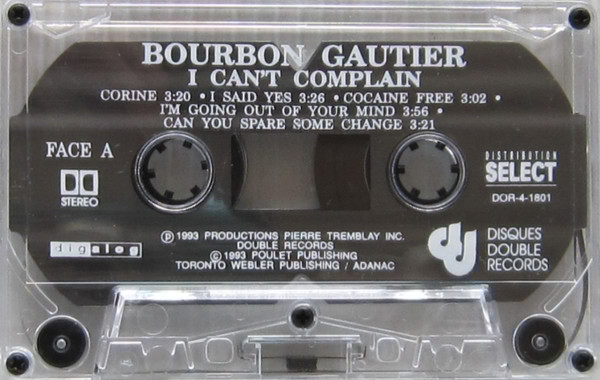 BOURBON GAUTIER
I CAN'T COMPLAIN
CORINE 3:20 • I SAID YES 3:26 • COCAINE FREE 3:02 •
I'M GOING OUT OF YOUR MIND 3:56 •
CAN YOU SPARE SOME CHANGE 3:21
FACE A
STEREO
DISTRIBUTION
SELECT
DOR-4-1801
digalog
℗ 1993 PRODUCTIONS PIERRE TREMBLAY INC.
DOUBLE RECORDS
© 1993 POULET PUBLISHING
TORONTO WEBLER PUBLISHING / ADANAC
DISQUES
DOUBLE
RECORDS